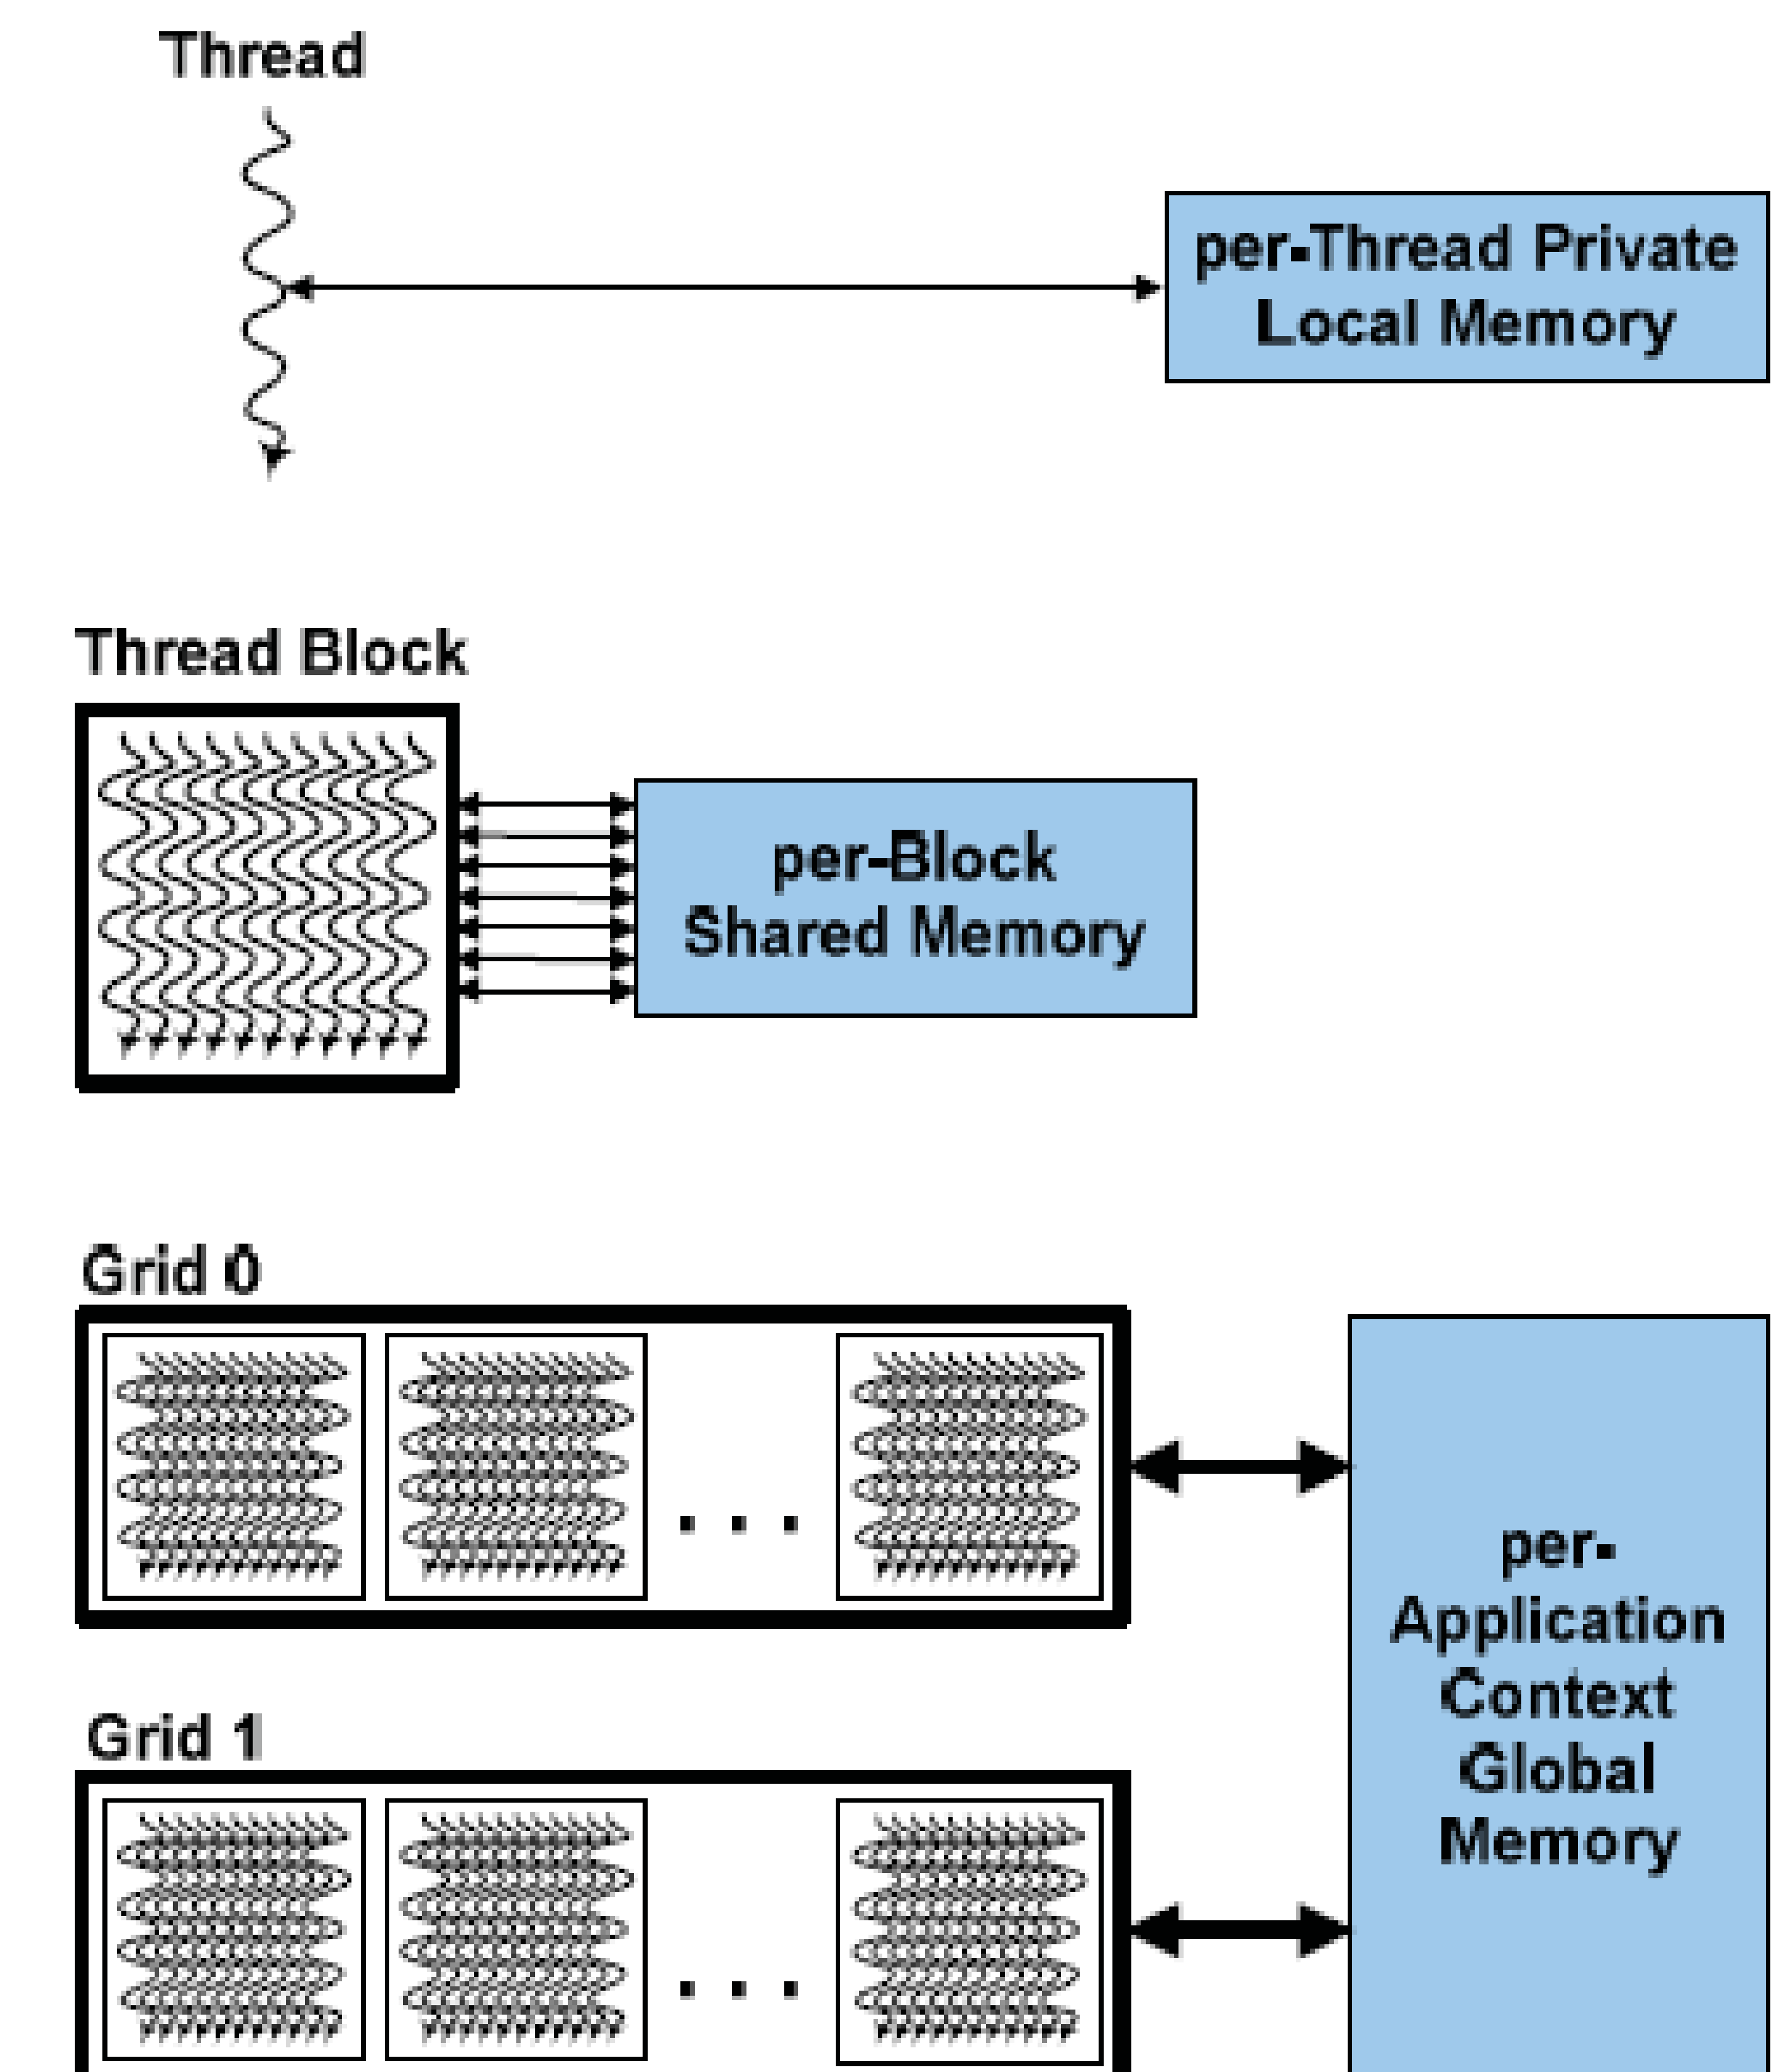 Thread
per-Thread Private
Local Memory
Thread Block
per-Block
Shared Memory
Grid 0
. . .
per-
Application
Context
Global
Memory
Grid 1
. . .